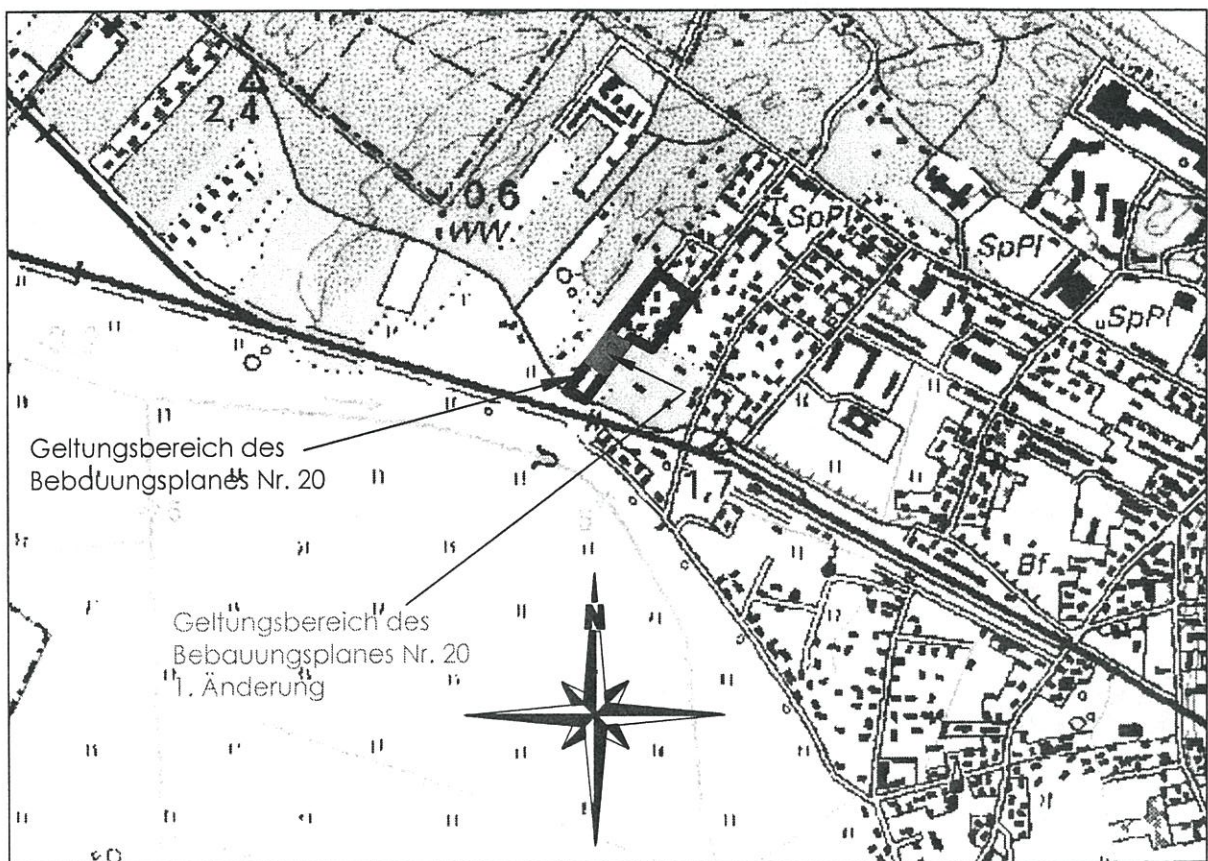 2,4
0,6
WW.
SpPl
SpPl
SpPl
Geltungsbereich des
Bebauungsplanes Nr. 20
1,7
Bf
Geltungsbereich des
Bebauungsplanes Nr. 20
1. Änderung
N